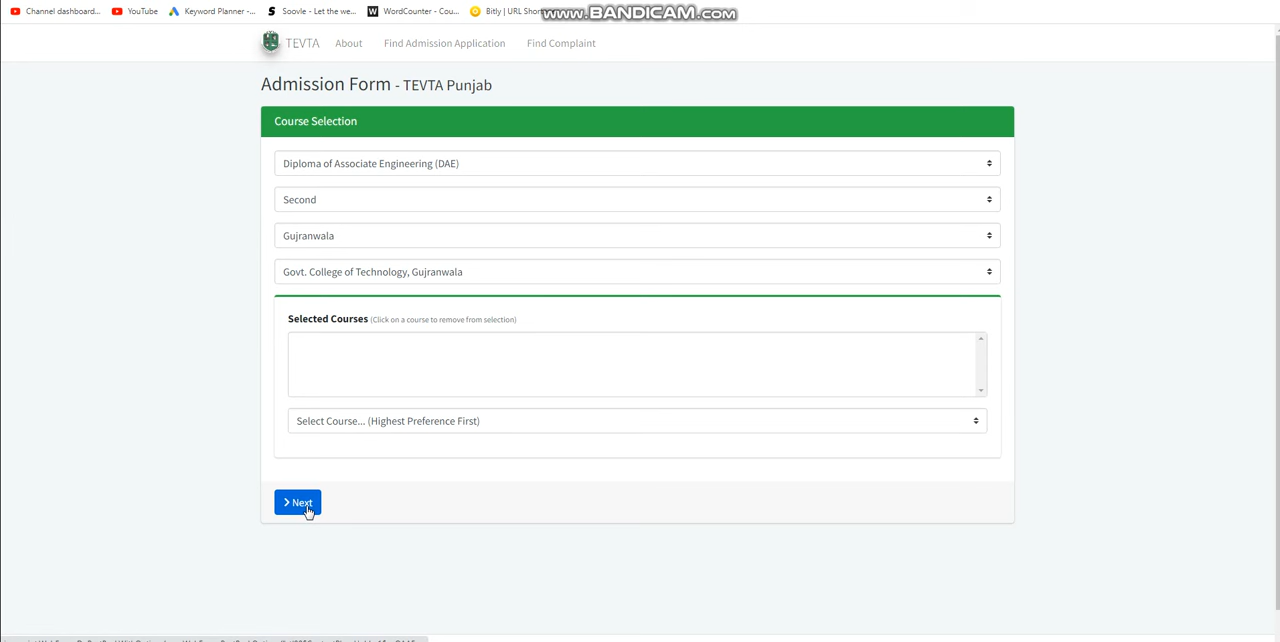 Channel dashboard... YouTube Keyword Planner -... Soovle - Let the we... WordCounter - Cou... Bitly | URL Shor
www.BANDICAM.com
TEVTA About Find Admission Application Find Complaint
Admission Form - TEVTA Punjab
Course Selection
Diploma of Associate Engineering (DAE)
Second
Gujranwala
Govt. College of Technology, Gujranwala
Selected Courses (Click on a course to remove from selection)
Select Course... (Highest Preference First)
Next